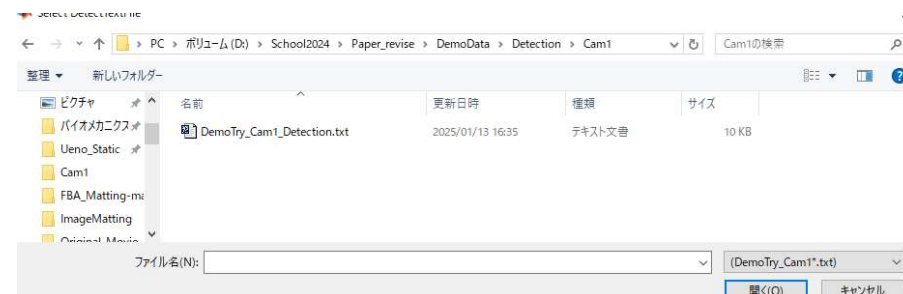 Select DetectTextFile
PC › ボリューム (D:) › School2024 › Paper_revise › DemoData › Detection › Cam1
Cam1の検索
整理 新しいフォルダー
名前 更新日時 種類 サイズ
ピクチャ
バイオメカニクス
Ueno_Static
Cam1
FBA_Matting-ma
ImageMatting
Original_Movie
DemoTry_Cam1_Detection.txt 2025/01/13 16:35 テキスト文書 10 KB
ファイル名(N):
(DemoTry_Cam1*.txt)
開く(O) キャンセル